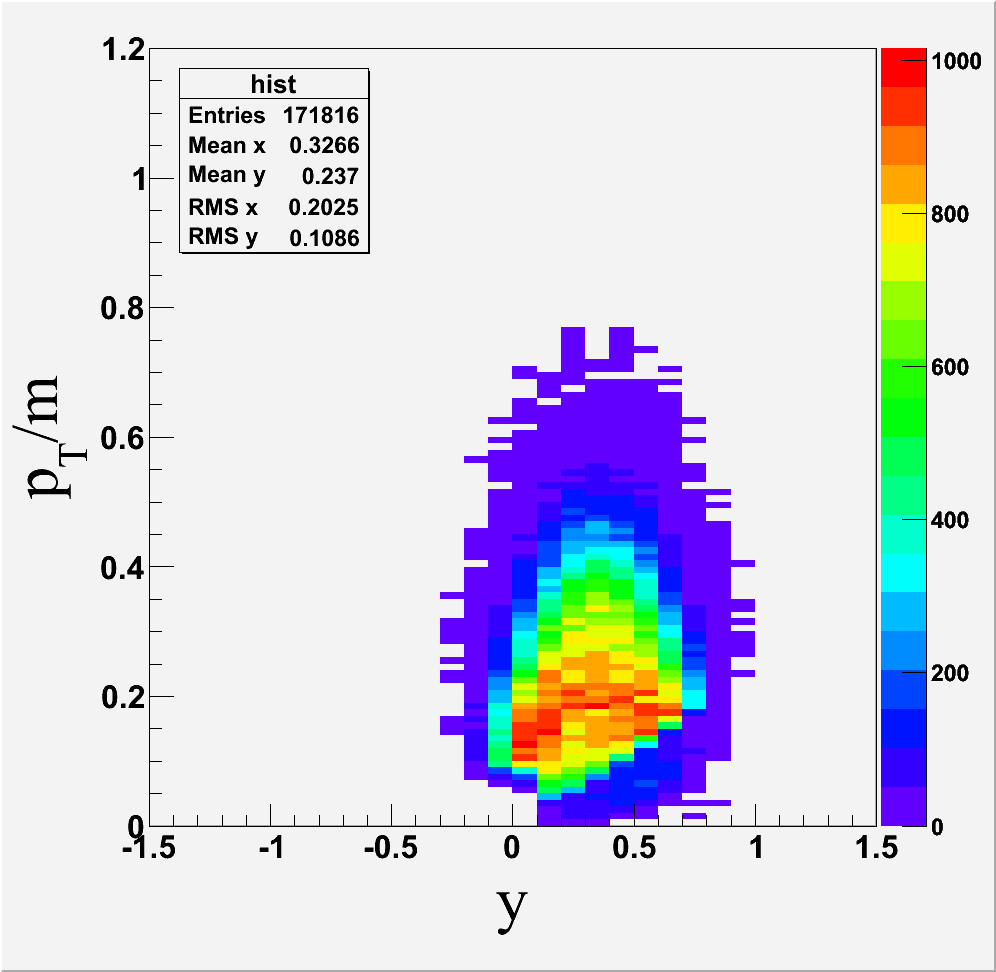 1.2
1
0.8
0.6
0.4
0.2
0
p_T/m
hist
Entries 171816
Mean x 0.3266
Mean y 0.237
RMS x 0.2025
RMS y 0.1086
1000
800
600
400
200
0
-1.5 -1 -0.5 0 0.5 1 1.5
y